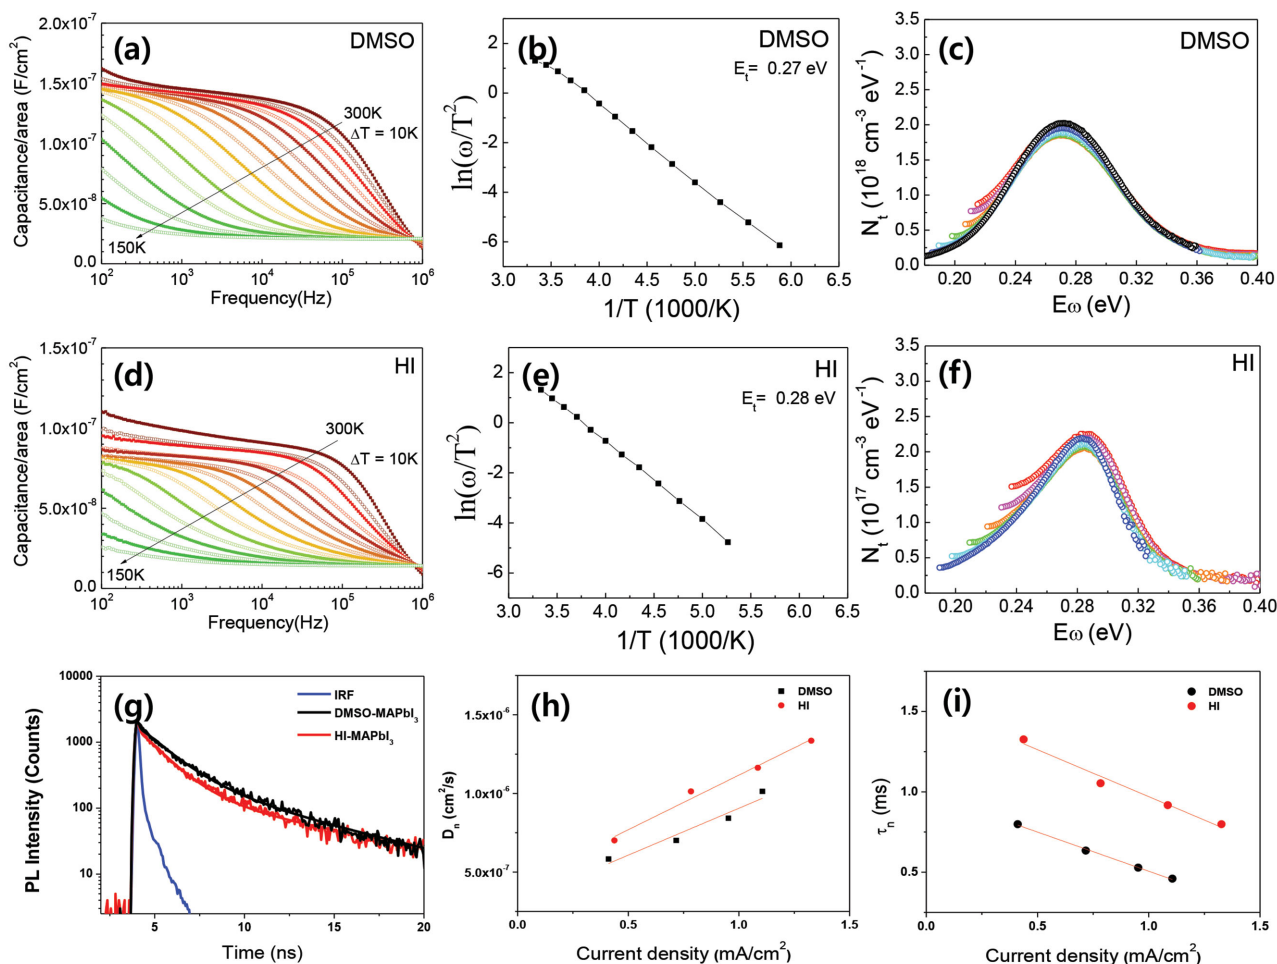 (a)
DMSO
Capacitance/area (F/cm²)
2.0x10⁻⁷
1.5x10⁻⁷
1.0x10⁻⁷
5.0x10⁻⁸
0.0
300K
ΔT = 10K
150K
10² 10³ 10⁴ 10⁵ 10⁶
Frequency(Hz)
(b)
DMSO
Eₜ= 0.27 eV
ln(ω/T²)
2
0
-2
-4
-6
3.0 3.5 4.0 4.5 5.0 5.5 6.0 6.5
1/T (1000/K)
(c)
DMSO
Nₜ (10¹⁸ cm⁻³ eV⁻¹)
3.5
3.0
2.5
2.0
1.5
1.0
0.5
0.0
0.20 0.24 0.28 0.32 0.36 0.40
Eω (eV)
(d)
HI
Capacitance/area (F/cm²)
1.5x10⁻⁷
1.0x10⁻⁷
5.0x10⁻⁸
0.0
300K
ΔT = 10K
150K
10² 10³ 10⁴ 10⁵ 10⁶
Frequency(Hz)
(e)
HI
Eₜ= 0.28 eV
ln(ω/T²)
2
0
-2
-4
-6
3.0 3.5 4.0 4.5 5.0 5.5 6.0 6.5
1/T (1000/K)
(f)
HI
Nₜ (10¹⁷ cm⁻³ eV⁻¹)
3.5
3.0
2.5
2.0
1.5
1.0
0.5
0.0
0.20 0.24 0.28 0.32 0.36 0.40
Eω (eV)
(g)
IRF
DMSO-MAPbI₃
HI-MAPbI₃
PL Intensity (Counts)
10000
1000
100
10
5 10 15 20
Time (ns)
(h)
DMSO
HI
Dₙ (cm²/s)
1.5x10⁻⁶
1.0x10⁻⁶
5.0x10⁻⁷
0.0 0.5 1.0 1.5
Current density (mA/cm²)
(i)
DMSO
HI
τₙ (ms)
1.5
1.0
0.5
0.0 0.5 1.0 1.5
Current density (mA/cm²)